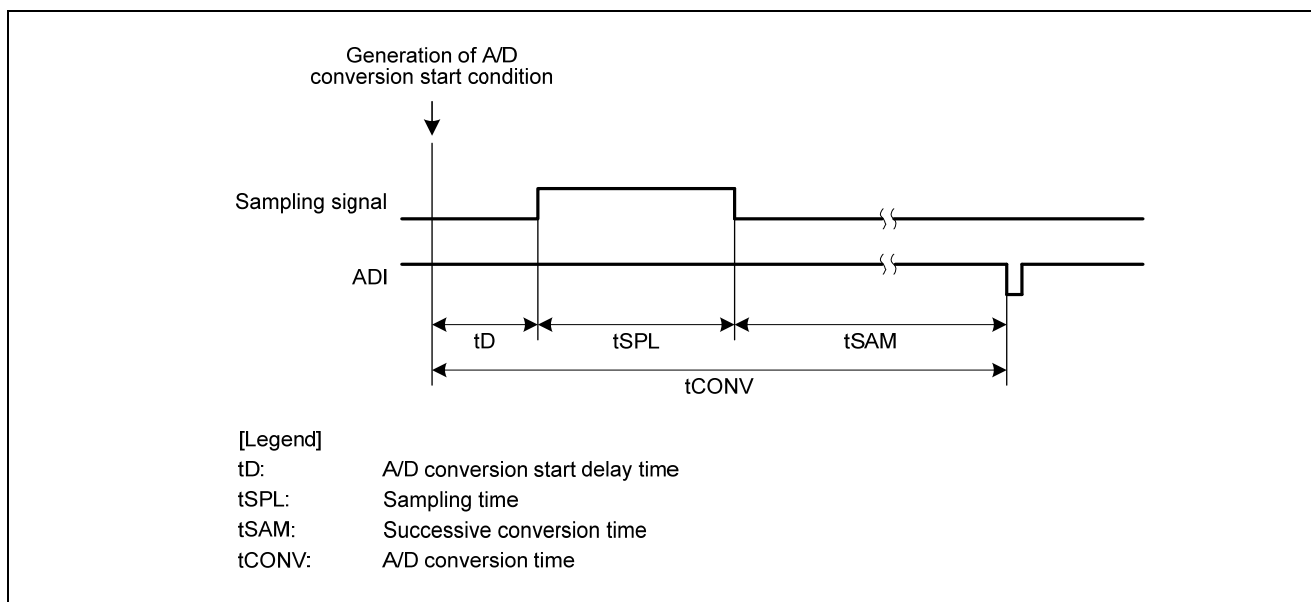 Generation of A/D
conversion start condition
Sampling signal
ADI
tD
tSPL
tSAM
tCONV
[Legend]
tD: A/D conversion start delay time
tSPL: Sampling time
tSAM: Successive conversion time
tCONV: A/D conversion time